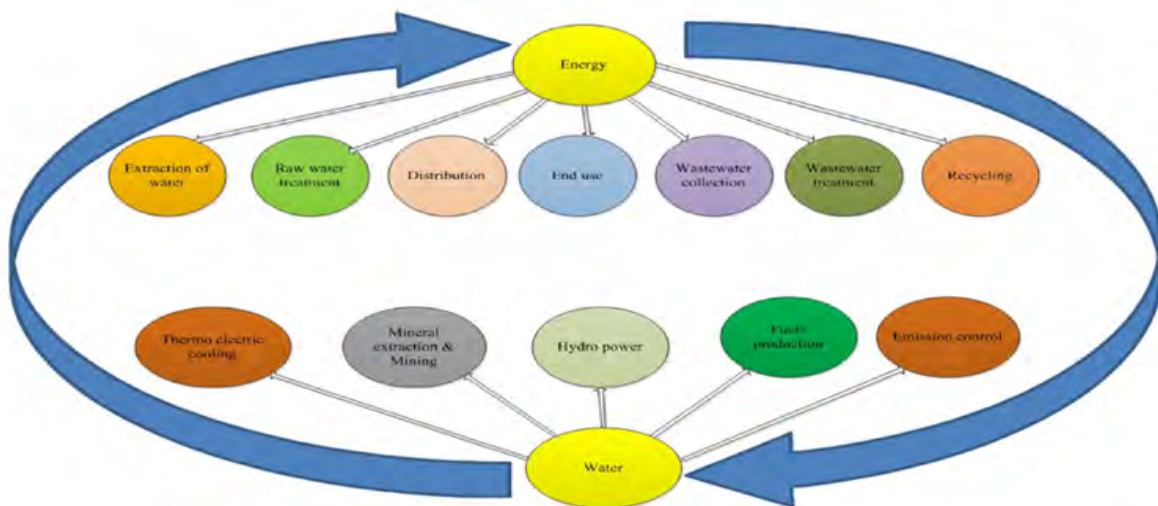 Energy
Extraction of
water
Raw water
treatment
Distribution
End use
Wastewater
collection
Wastewater
treatment
Recycling
Thermo electric
cooling
Mineral
extraction &
Mining
Hydro power
Fuels
production
Emission control
Water